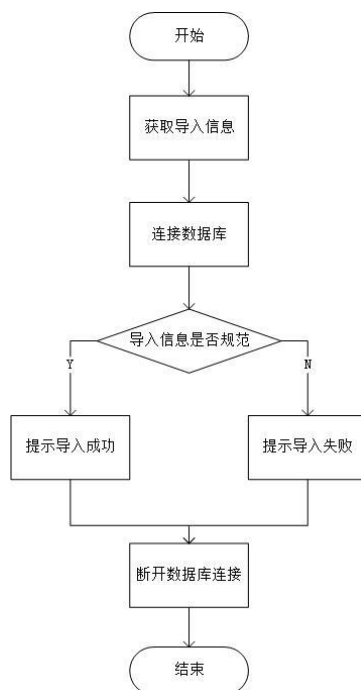 开始
获取导入信息
连接数据库
导入信息是否规范
Y
N
提示导入成功
提示导入失败
断开数据库连接
结束